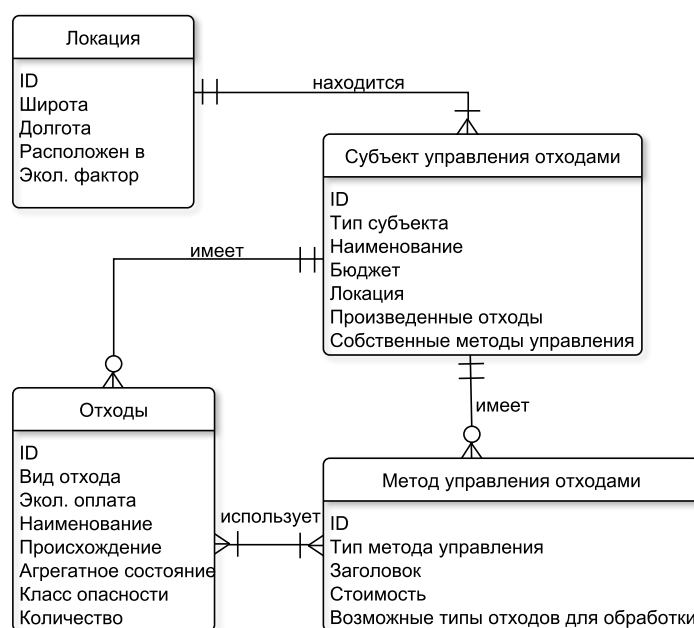 Локация
ID
Широта
Долгота
Расположен в
Экол. фактор
находится
Субъект управления отходами
ID
Тип субъекта
Наименование
Бюджет
Локация
Произведенные отходы
Собственные методы управления
имеет
имеет
Отходы
ID
Вид отхода
Экол. оплата
Наименование
Происхождение
Агрегатное состояние
Класс опасности
Количество
использует
Метод управления отходами
ID
Тип метода управления
Заголовок
Стоимость
Возможные типы отходов для обработки